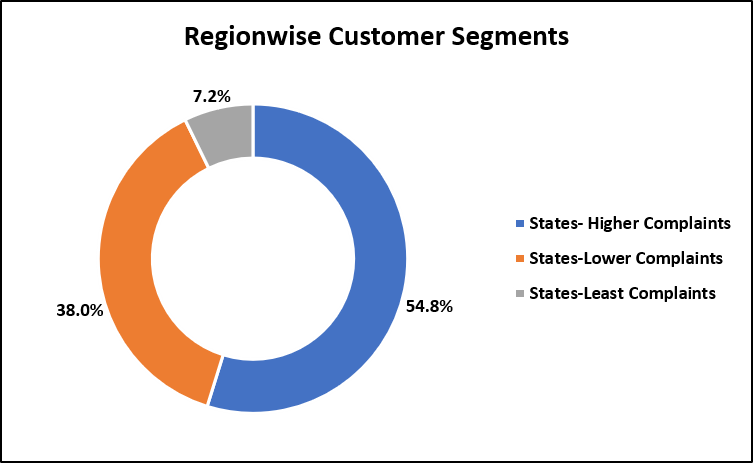 Regionwise Customer Segments
7.2%
States- Higher Complaints
States-Lower Complaints
States-Least Complaints
38.0%
54.8%